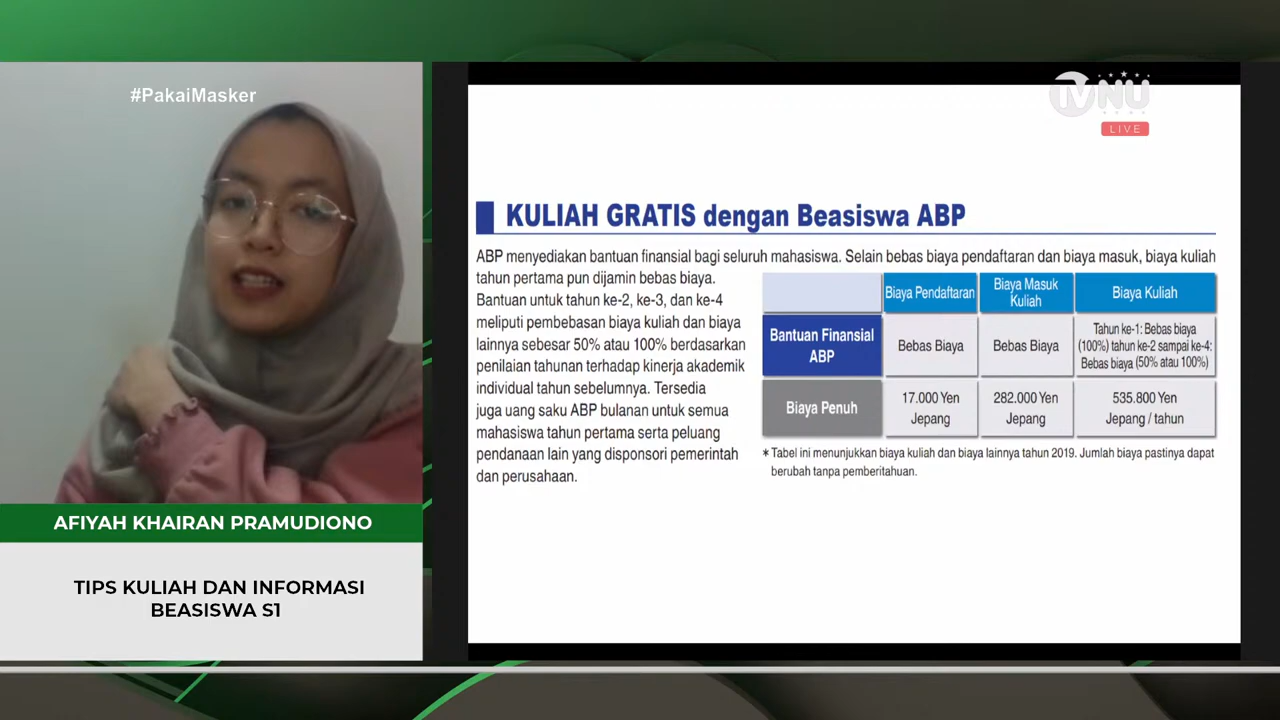 #PakaiMasker
TVNU
LIVE
KULIAH GRATIS dengan Beasiswa ABP
ABP menyediakan bantuan finansial bagi seluruh mahasiswa. Selain bebas biaya pendaftaran dan biaya masuk, biaya kuliah
tahun pertama pun dijamin bebas biaya.
Bantuan untuk tahun ke-2, ke-3, dan ke-4
meliputi pembebasan biaya kuliah dan biaya
lainnya sebesar 50% atau 100% berdasarkan
penilaian tahunan terhadap kinerja akademik
individual tahun sebelumnya. Tersedia
juga uang saku ABP bulanan untuk semua
mahasiswa tahun pertama serta peluang
pendanaan lain yang disponsori pemerintah
dan perusahaan.
Biaya Pendaftaran
Biaya Masuk
Kuliah
Biaya Kuliah
Bantuan Finansial
ABP
Bebas Biaya
Bebas Biaya
Tahun ke-1: Bebas biaya
(100%) tahun ke-2 sampai ke-4:
Bebas biaya (50% atau 100%)
Biaya Penuh
17.000 Yen
Jepang
282.000 Yen
Jepang
535.800 Yen
Jepang / tahun
* Tabel ini menunjukkan biaya kuliah dan biaya lainnya tahun 2019. Jumlah biaya pastinya dapat
berubah tanpa pemberitahuan.
AFIYAH KHAIRAN PRAMUDIONO
TIPS KULIAH DAN INFORMASI
BEASISWA S1